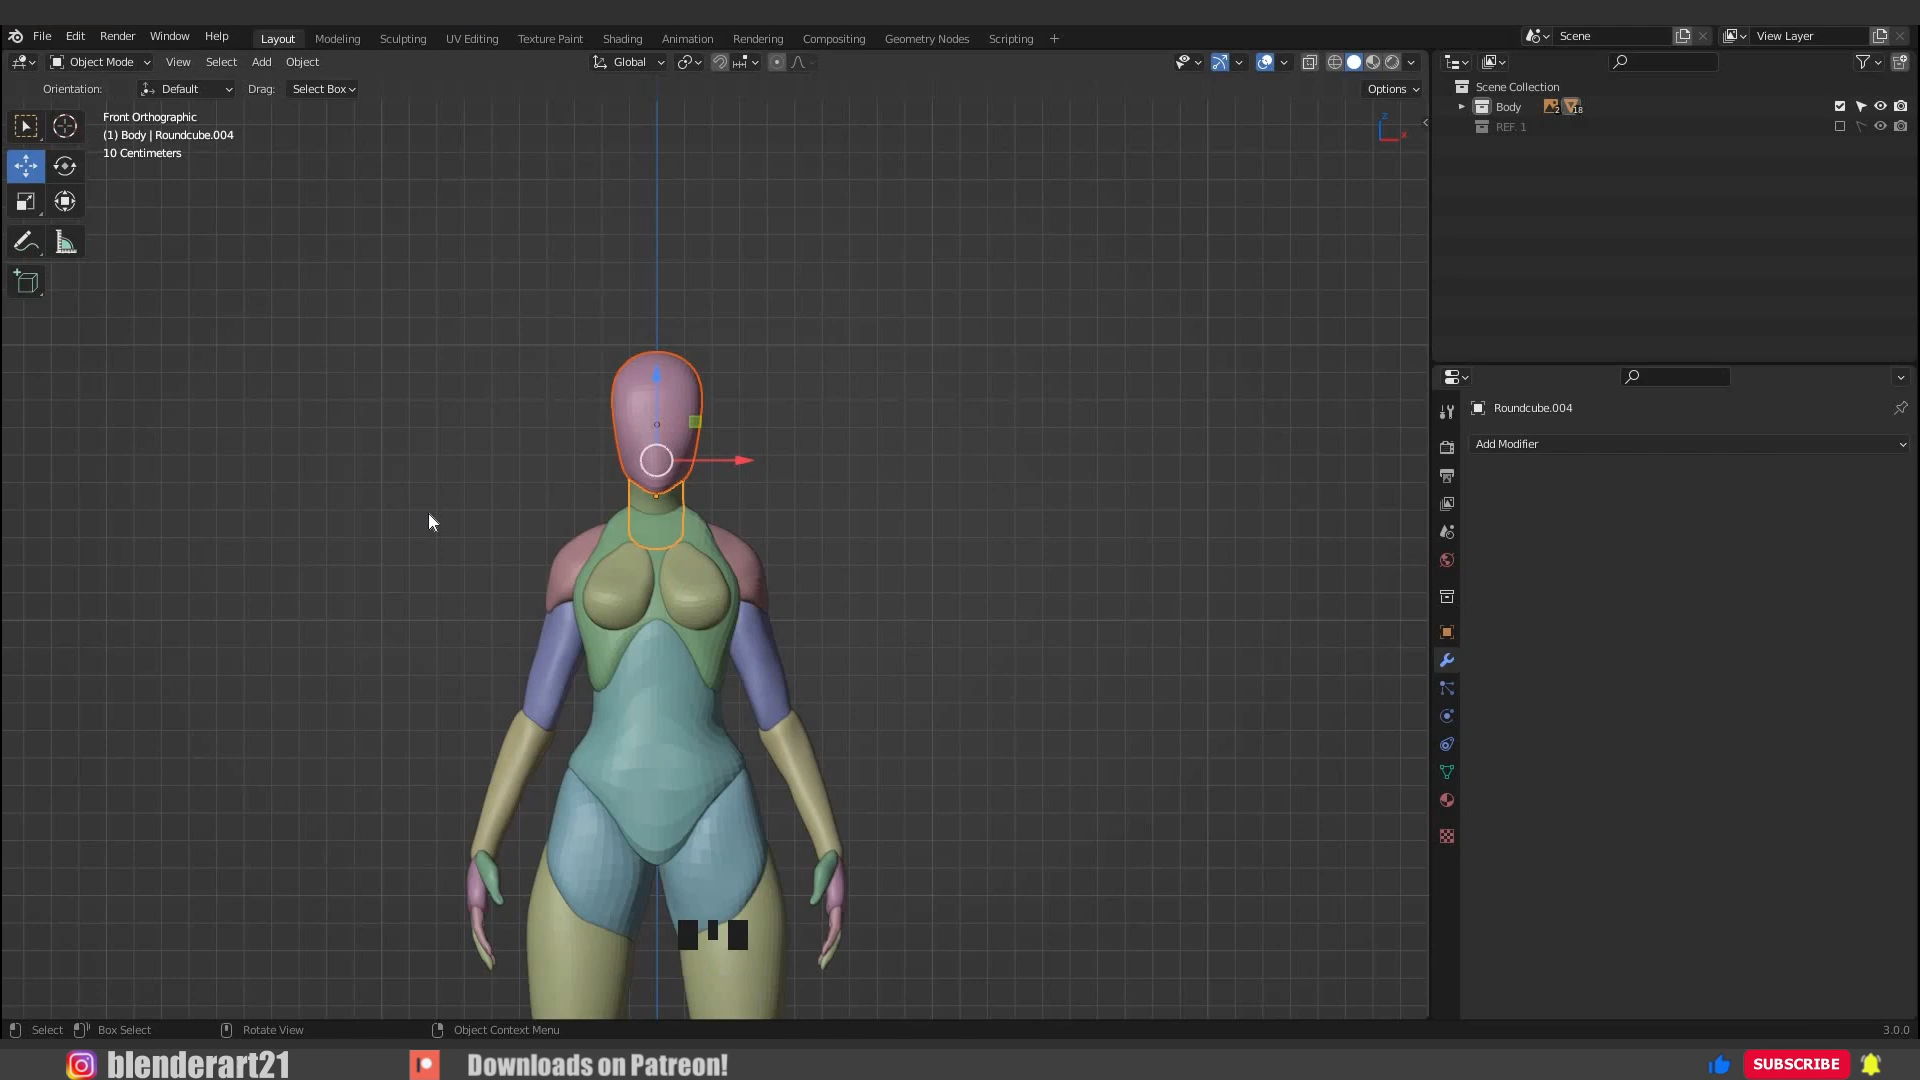 File Edit Render Window Help Layout Modeling Sculpting UV Editing Texture Paint Shading Animation Rendering Compositing Geometry Nodes Scripting + Scene View Layer
Object Mode View Select Add Object Global
Orientation: Default Drag: Select Box Options
Front Orthographic
(1) Body | Roundcube.004
10 Centimeters
Z
X
Scene Collection
Body 2 18
REF. 1
Roundcube.004
Add Modifier
Select Box Select Rotate View Object Context Menu 3.0.0
blenderart21 Downloads on Patreon! SUBSCRIBE